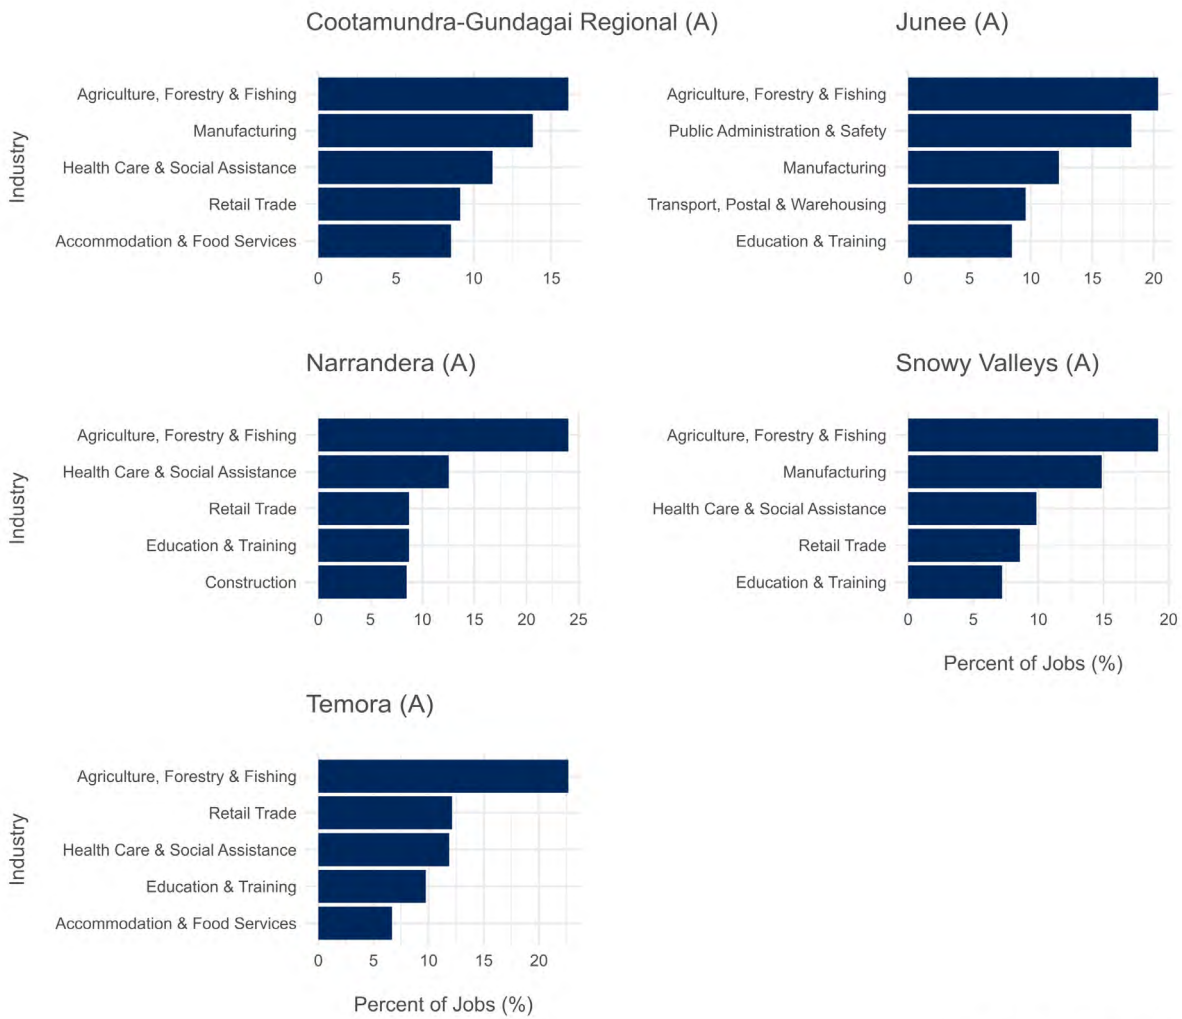 Cootamundra-Gundagai Regional (A)
Industry
Agriculture, Forestry & Fishing
Manufacturing
Health Care & Social Assistance
Retail Trade
Accommodation & Food Services
0 5 10 15
Junee (A)
Agriculture, Forestry & Fishing
Public Administration & Safety
Manufacturing
Transport, Postal & Warehousing
Education & Training
0 5 10 15 20
Narrandera (A)
Industry
Agriculture, Forestry & Fishing
Health Care & Social Assistance
Retail Trade
Education & Training
Construction
0 5 10 15 20 25
Snowy Valleys (A)
Agriculture, Forestry & Fishing
Manufacturing
Health Care & Social Assistance
Retail Trade
Education & Training
0 5 10 15 20
Percent of Jobs (%)
Temora (A)
Industry
Agriculture, Forestry & Fishing
Retail Trade
Health Care & Social Assistance
Education & Training
Accommodation & Food Services
0 5 10 15 20
Percent of Jobs (%)